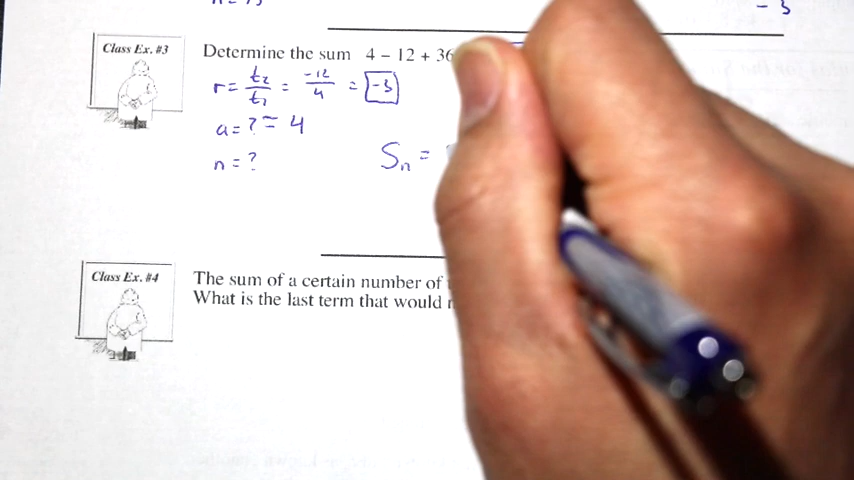 - 3
Class Ex. #3
Determine the sum 4 – 12 + 36
r = t₂/t₁ = -12/4 = -3
a = ? = 4
n = ?
Sₙ =
Class Ex. #4
The sum of a certain number of
What is the last term that would